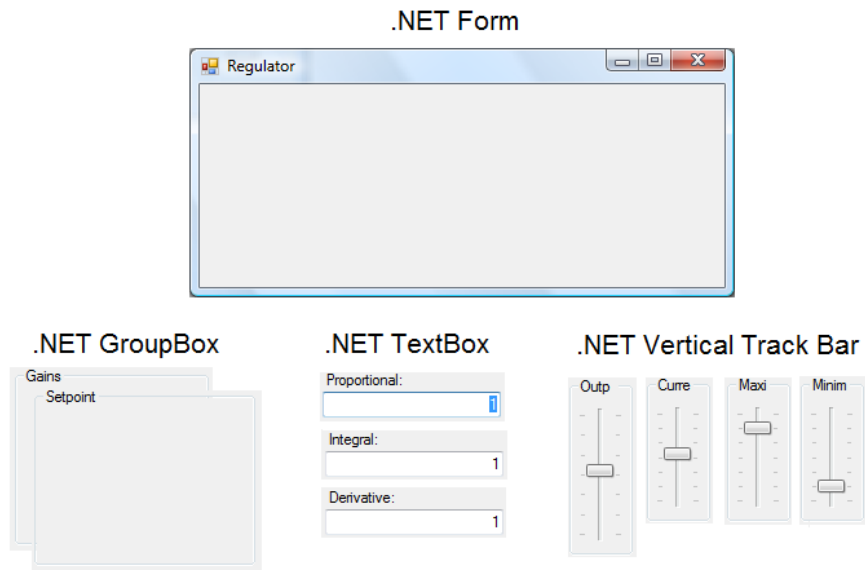 .NET Form
Regulator
.NET GroupBox
.NET TextBox
.NET Vertical Track Bar
Gains
Setpoint
Proportional:
1
Integral:
1
Derivative:
1
Outp
Curre
Maxi
Minim